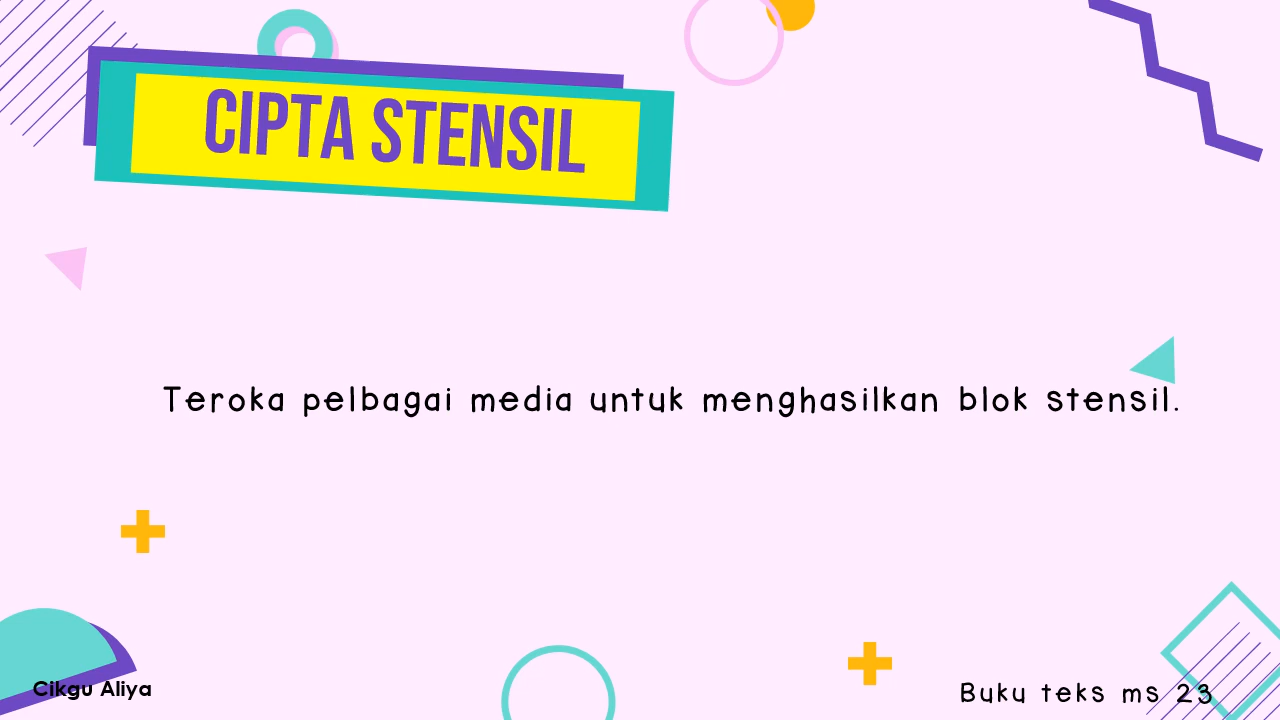 CIPTA STENSIL
Teroka pelbagai media untuk menghasilkan blok stensil.
Cikgu Aliya
Buku teks ms 23